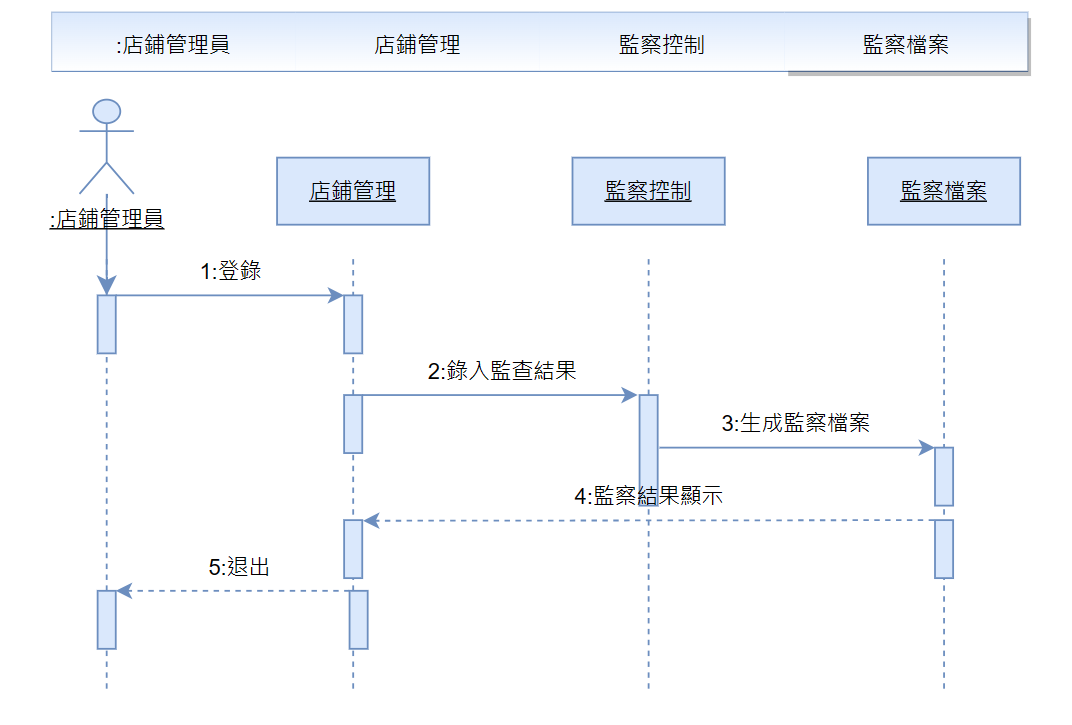 :店鋪管理員 店鋪管理 監察控制 監察檔案
店鋪管理 監察控制 監察檔案
:店鋪管理員
1:登錄
2:錄入監查結果
3:生成監察檔案
4:監察結果顯示
5:退出